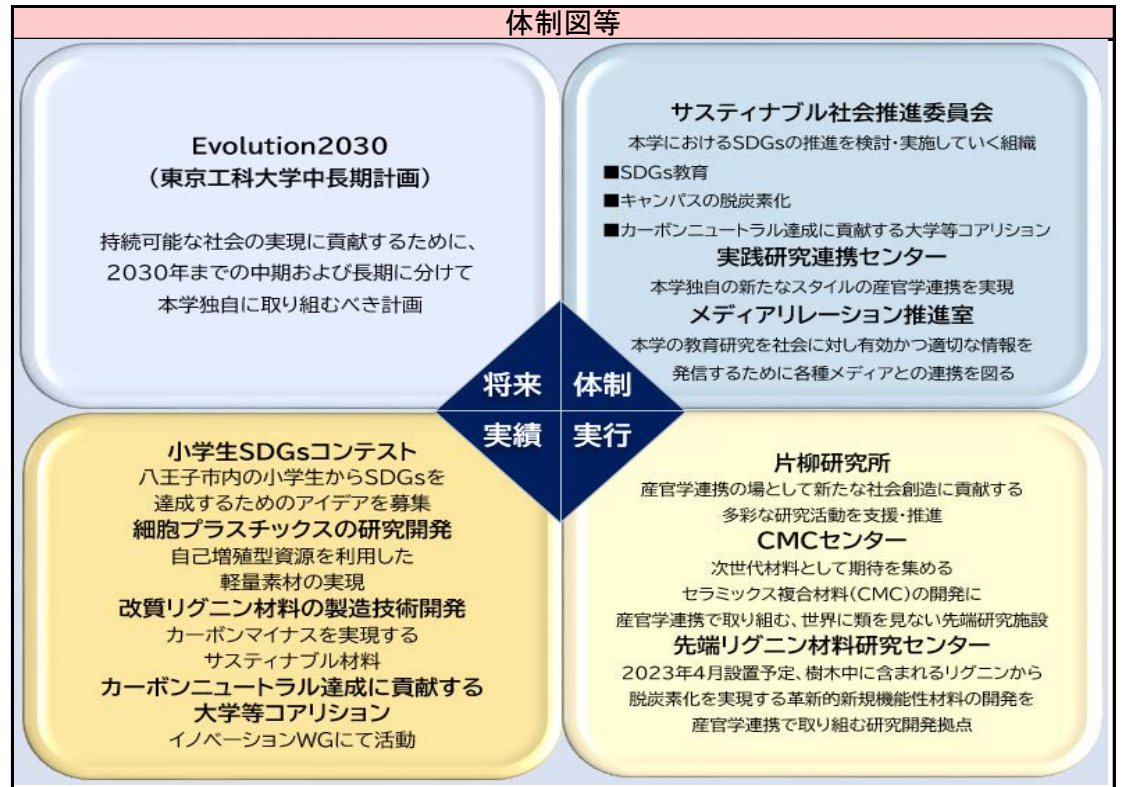 体制図等
Evolution2030
（東京工科大学中長期計画）
持続可能な社会の実現に貢献するために、
2030年までの中期および長期に分けて
本学独自に取り組むべき計画
サスティナブル社会推進委員会
本学におけるSDGsの推進を検討・実施していく組織
■SDGs教育
■キャンパスの脱炭素化
■カーボンニュートラル達成に貢献する大学等コアリション
実践研究連携センター
本学独自の新たなスタイルの産官学連携を実現
メディアリレーション推進室
本学の教育研究を社会に対し有効かつ適切な情報を
発信するために各種メディアとの連携を図る
将来
体制
実績
実行
小学生SDGsコンテスト
八王子市内の小学生からSDGsを
達成するためのアイデアを募集
細胞プラスチックスの研究開発
自己増殖型資源を利用した
軽量素材の実現
改質リグニン材料の製造技術開発
カーボンマイナスを実現する
サスティナブル材料
カーボンニュートラル達成に貢献する
大学等コアリション
イノベーションWGにて活動
片柳研究所
産官学連携の場として新たな社会創造に貢献する
多彩な研究活動を支援・推進
CMCセンター
次世代材料として期待を集める
セラミックス複合材料(CMC)の開発に
産官学連携で取り組む、世界に類を見ない先端研究施設
先端リグニン材料研究センター
2023年4月設置予定、樹木中に含まれるリグニンから
脱炭素化を実現する革新的新規機能性材料の開発を
産官学連携で取り組む研究開発拠点